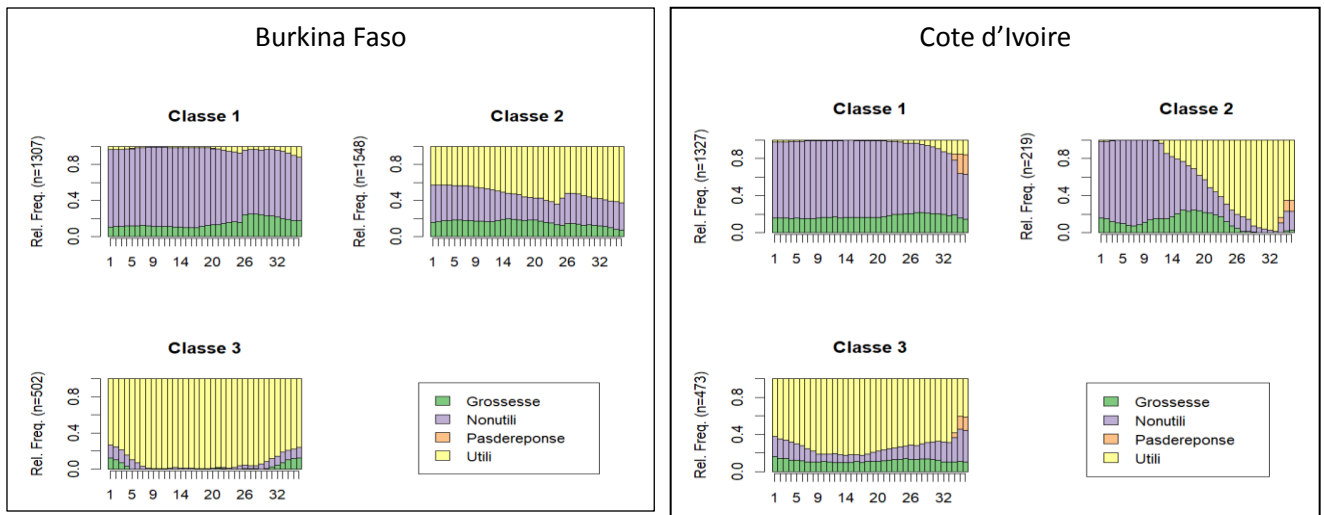 Burkina Faso
Classe 1
Rel. Freq. (n=1307)
0.0 0.4 0.8
1 5 9 14 20 26 32
Classe 2
Rel. Freq. (n=1548)
0.0 0.4 0.8
1 5 9 14 20 26 32
Classe 3
Rel. Freq. (n=502)
0.0 0.4 0.8
1 5 9 14 20 26 32
Grossesse
Nonutili
Pasdereponse
Utili
Cote d’Ivoire
Classe 1
Rel. Freq. (n=1327)
0.0 0.4 0.8
1 5 9 14 20 26 32
Classe 2
Rel. Freq. (n=219)
0.0 0.4 0.8
1 5 9 14 20 26 32
Classe 3
Rel. Freq. (n=473)
0.0 0.4 0.8
1 5 9 14 20 26 32
Grossesse
Nonutili
Pasdereponse
Utili